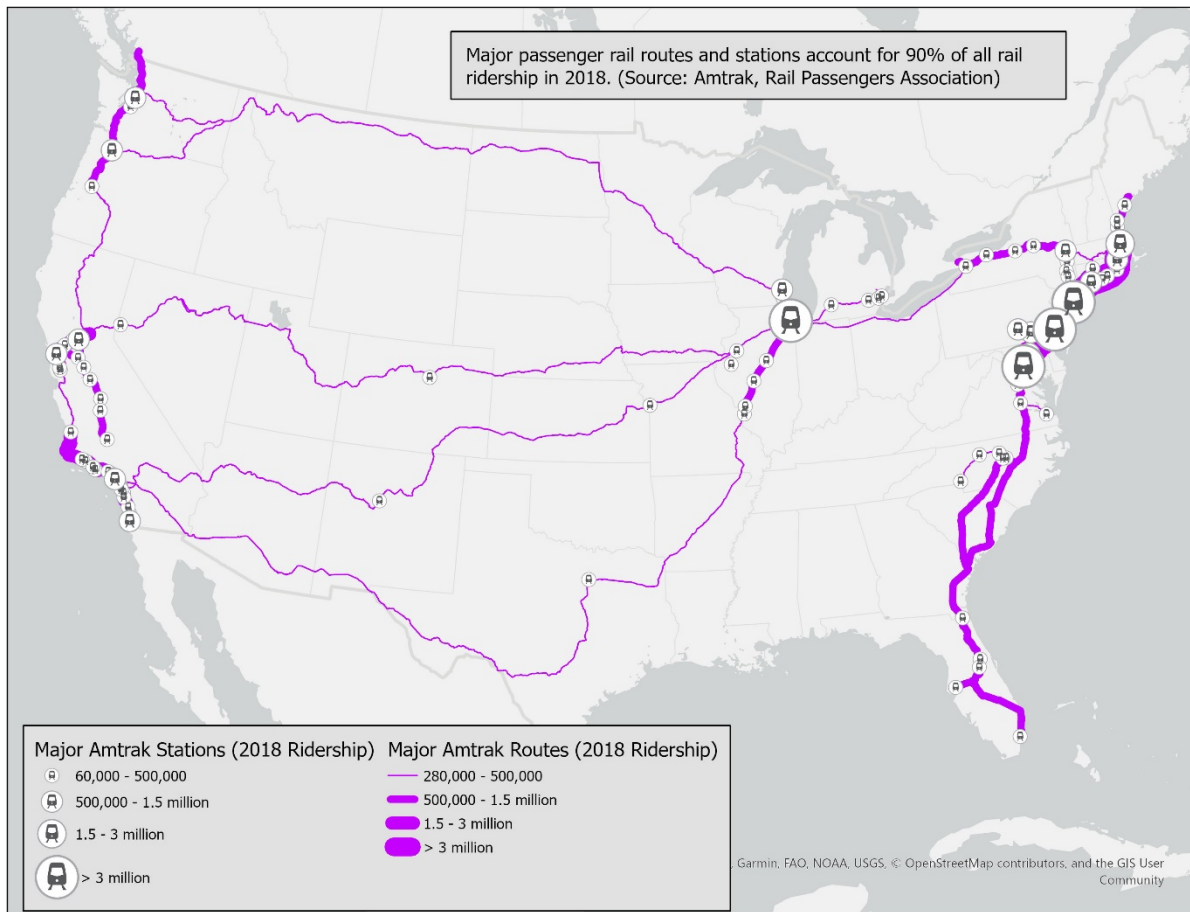 Major passenger rail routes and stations account for 90% of all rail
ridership in 2018. (Source: Amtrak, Rail Passengers Association)
Major Amtrak Stations (2018 Ridership)
60,000 - 500,000
500,000 - 1.5 million
1.5 - 3 million
> 3 million
Major Amtrak Routes (2018 Ridership)
280,000 - 500,000
500,000 - 1.5 million
1.5 - 3 million
> 3 million
, Garmin, FAO, NOAA, USGS, © OpenStreetMap contributors, and the GIS User
Community